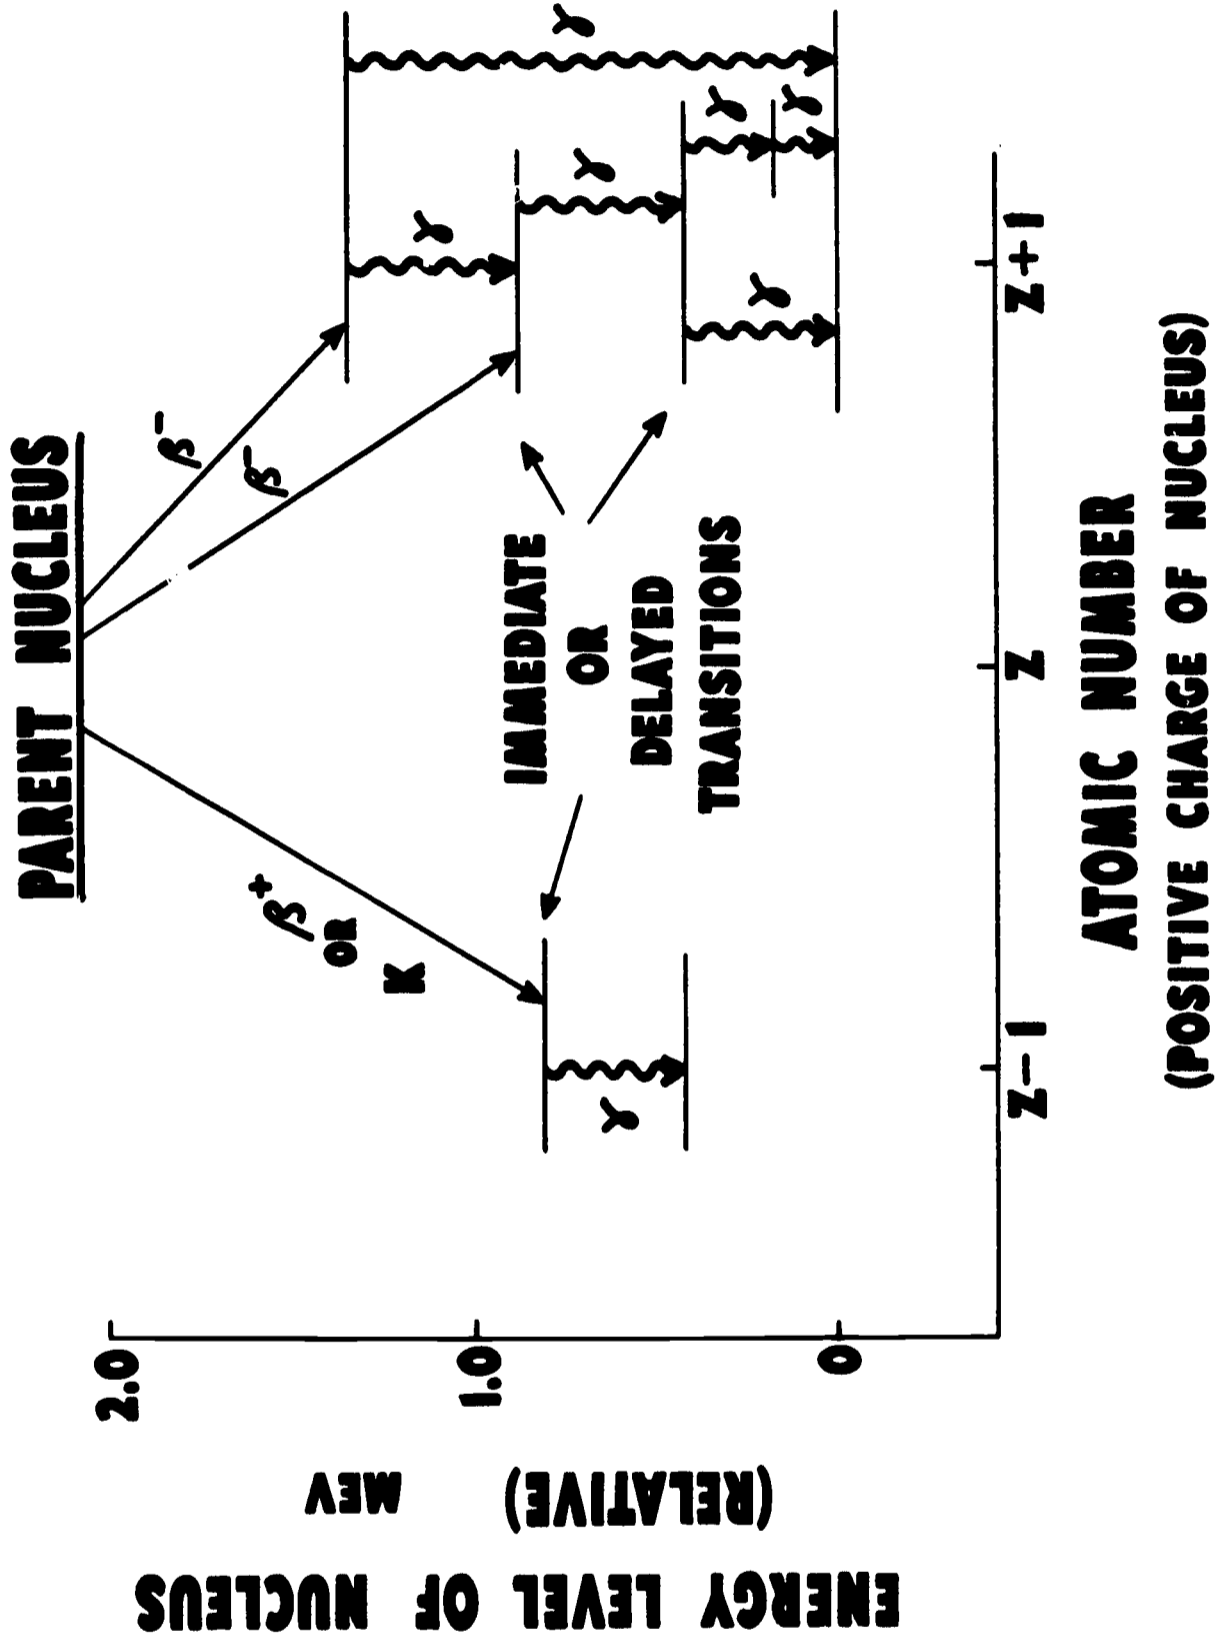 PARENT NUCLEUS
β⁻
β⁻
β⁺
OR
K
γ
γ
γ
γ
γ
γ
γ
IMMEDIATE
OR
DELAYED
TRANSITIONS
2.0
1.0
0
ENERGY LEVEL OF NUCLEUS
(RELATIVE) MEV
Z-1
Z
Z+1
ATOMIC NUMBER
(POSITIVE CHARGE OF NUCLEUS)